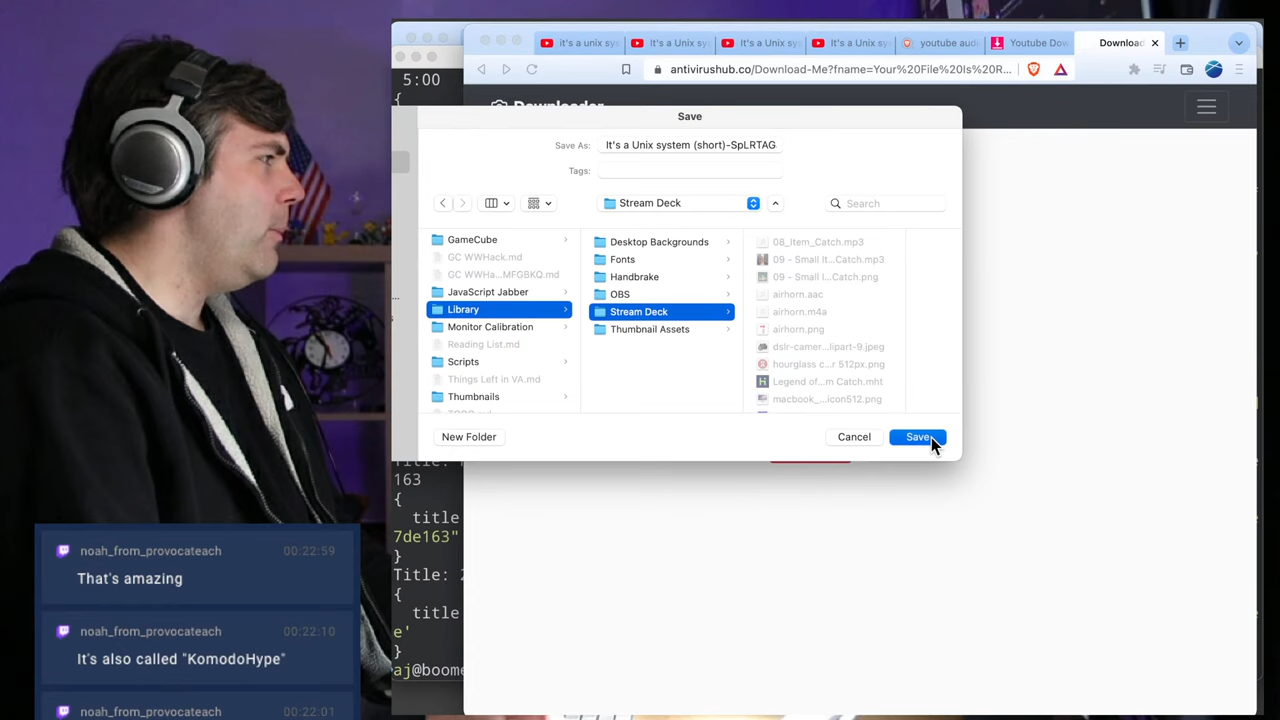 it's a unix sy
It's a Unix sy
It's a Unix sy
It's a Unix sy
youtube aud
Youtube Dow
Download
antivirushub.co/Download-Me?fname=Your%20File%20Is%20R...
5:00
{
Downloader
Save
Save As:
It's a Unix system (short)-SpLRTAG
Tags:
Stream Deck
Search
GameCube
GC WWHack.md
GC WWHa...MFGBKQ.md
JavaScript Jabber
Library
Monitor Calibration
Reading List.md
Scripts
Things Left in VA.md
Thumbnails
Desktop Backgrounds
Fonts
Handbrake
OBS
Stream Deck
Thumbnail Assets
08_Item_Catch.mp3
09 - Small It...Catch.mp3
09 - Small I...Catch.png
airhorn.aac
airhorn.m4a
airhorn.png
dslr-camer...lipart-9.jpeg
hourglass c...r 512px.png
Legend of...m Catch.mht
macbook_...icon512.png
New Folder
Cancel
Save
163
{
title
7de163"
}
Title: 2
{
title
e'
}
aj@boome
noah_from_provocateach 00:22:59
That's amazing
noah_from_provocateach 00:22:10
It's also called "KomodoHype"
noah_from_provocateach 00:22:01